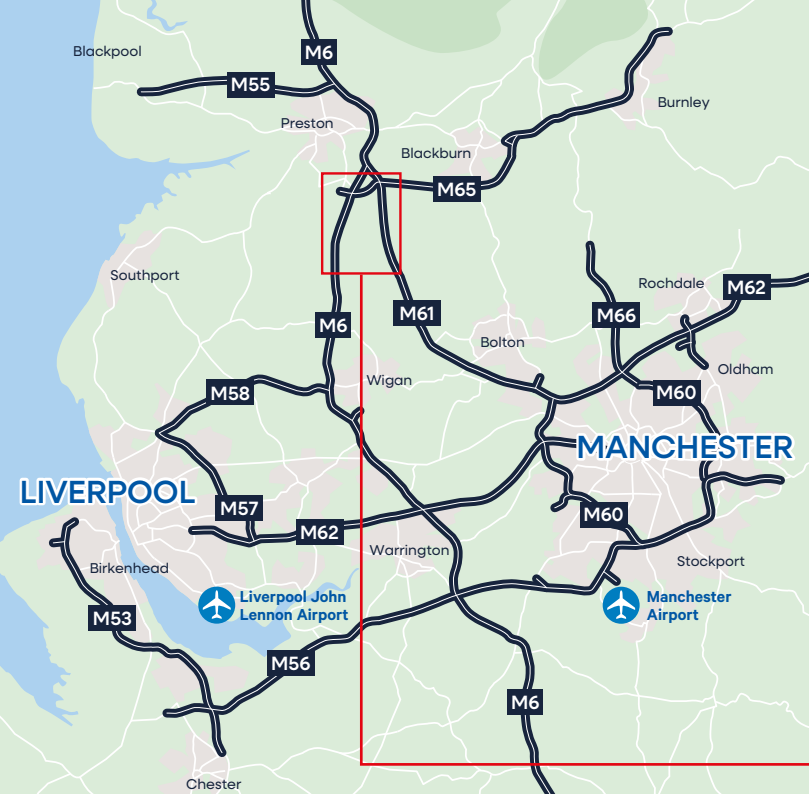 Blackpool
M6
M55
Preston
Burnley
Blackburn
M65
Southport
Rochdale
M62
M6
M61
M66
Bolton
Oldham
Wigan
M58
M60
MANCHESTER
LIVERPOOL
M57
M62
M60
Warrington
Stockport
Birkenhead
Liverpool John
Lennon Airport
Manchester
Airport
M53
M56
M6
Chester